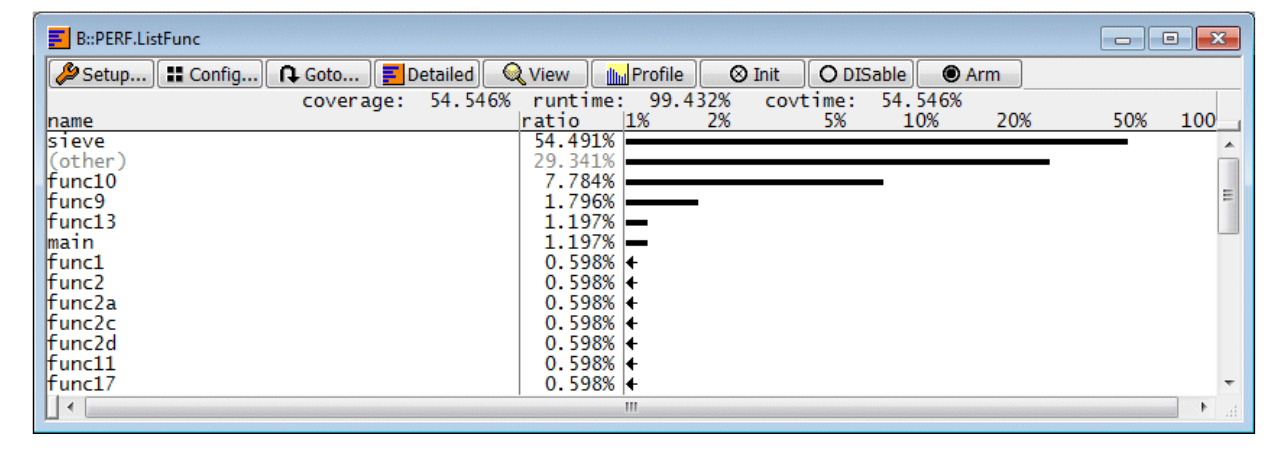 B::PERF.ListFunc
Setup... Config... Goto... Detailed View Profile Init DISable Arm
coverage: 54.546% runtime: 99.432% covtime: 54.546%
name ratio 1% 2% 5% 10% 20% 50% 100
sieve 54.491%
(other) 29.341%
func10 7.784%
func9 1.796%
func13 1.197%
main 1.197%
func1 0.598%
func2 0.598%
func2a 0.598%
func2c 0.598%
func2d 0.598%
func11 0.598%
func17 0.598%